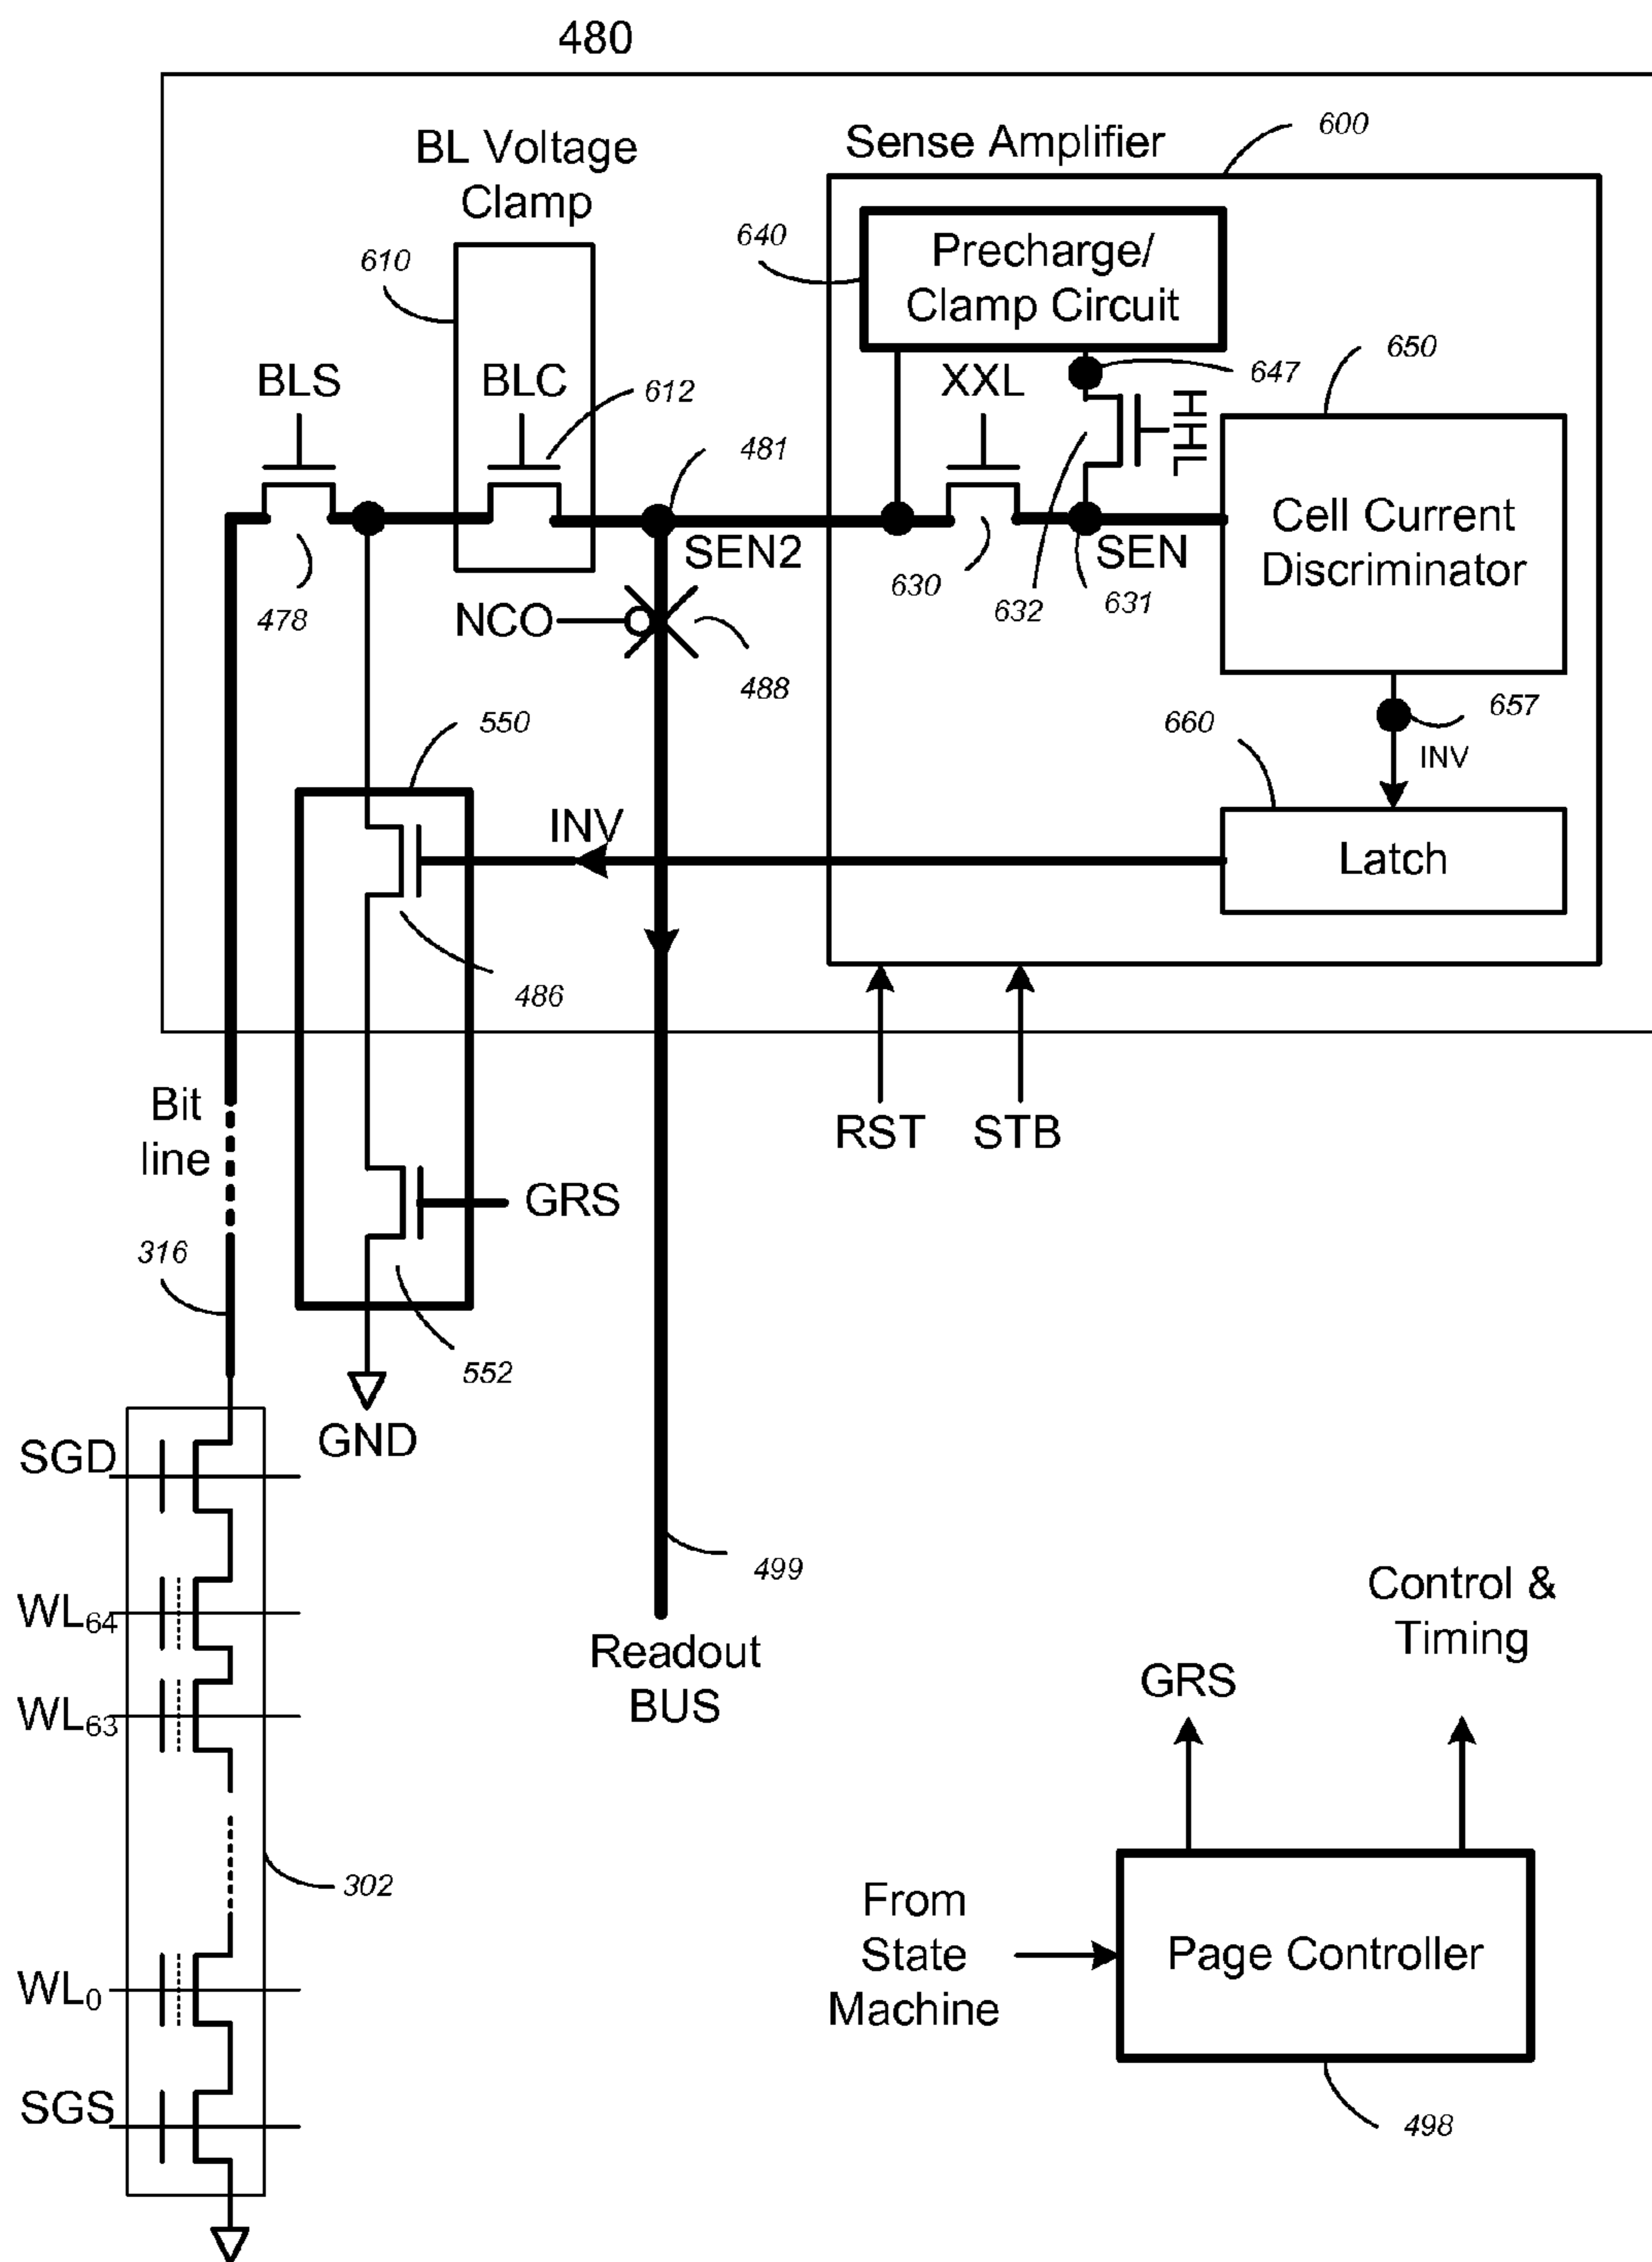 480
BL Voltage
Clamp
Sense Amplifier
600
640
Precharge/
Clamp Circuit
610
650
BLS
BLC
612
XXL
647
HHL
481
Cell Current
Discriminator
SEN2
SEN
478
NCO
630
632
631
488
657
550
660
INV
INV
Latch
486
Bit
line
RST
STB
GRS
316
552
GND
SGD
499
Control &
Timing
WL64
Readout
BUS
GRS
WL63
302
From
State
Machine
Page Controller
WL0
SGS
498